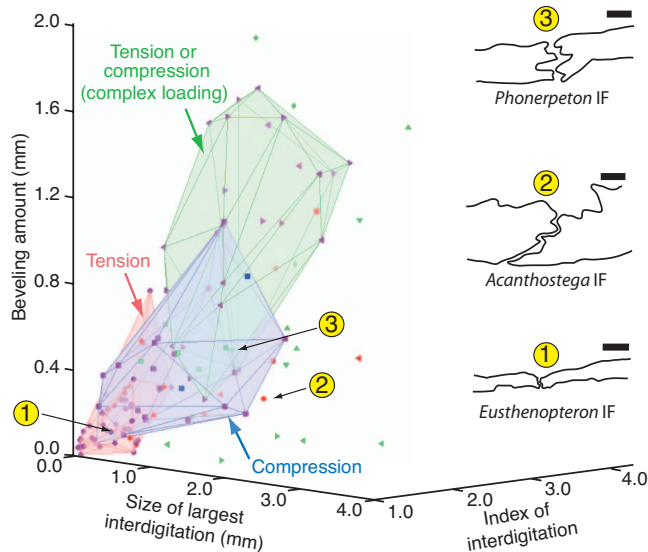 2.0
1.6
1.2
0.8
0.4
0.0
Beveling amount (mm)
Tension or
compression
(complex loading)
Tension
Compression
1
2
3
0.0
1.0
2.0
3.0
4.0
Size of largest
interdigitation (mm)
1.0
2.0
3.0
4.0
Index of
interdigitation
3
Phonerpeton IF
2
Acanthostega IF
1
Eusthenopteron IF